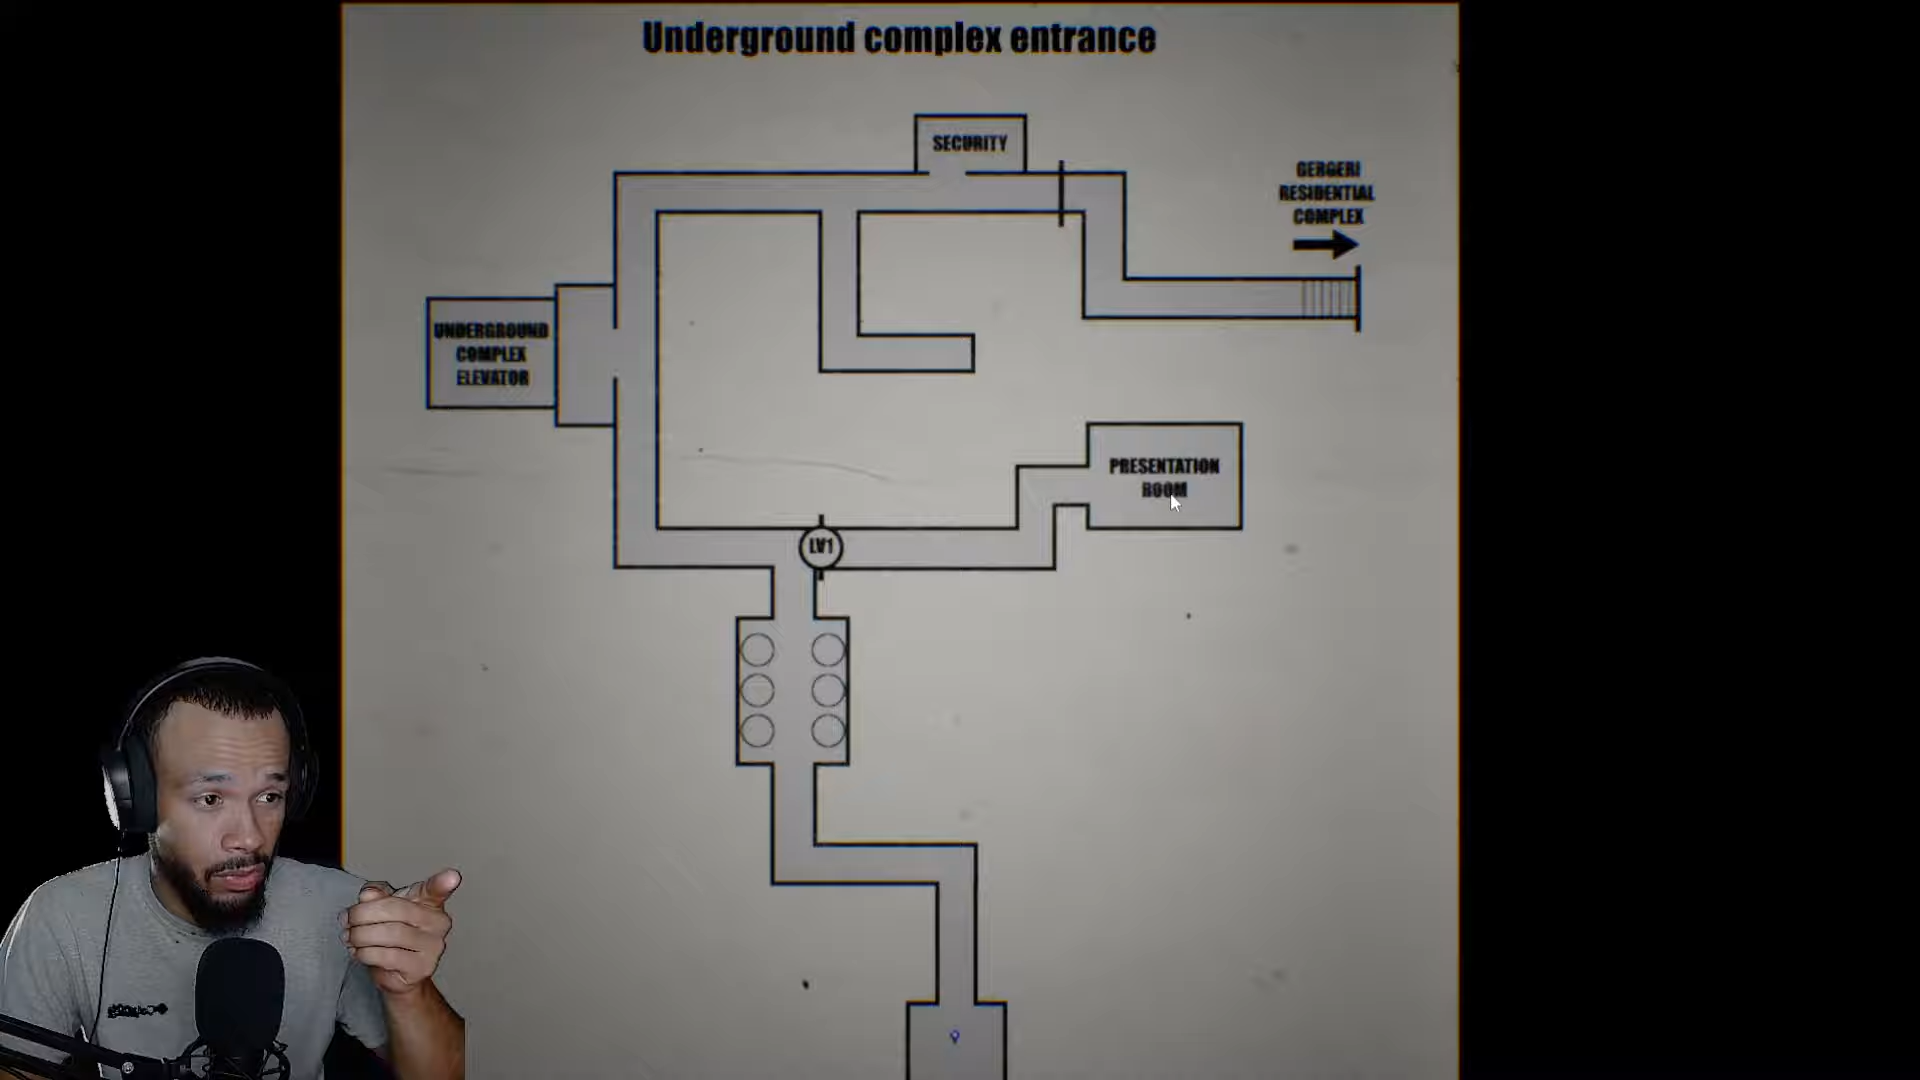 Underground complex entrance
SECURITY
GERGERI
RESIDENTIAL
COMPLEX
UNDERGROUND
COMPLEX
ELEVATOR
PRESENTATION
ROOM
LV1